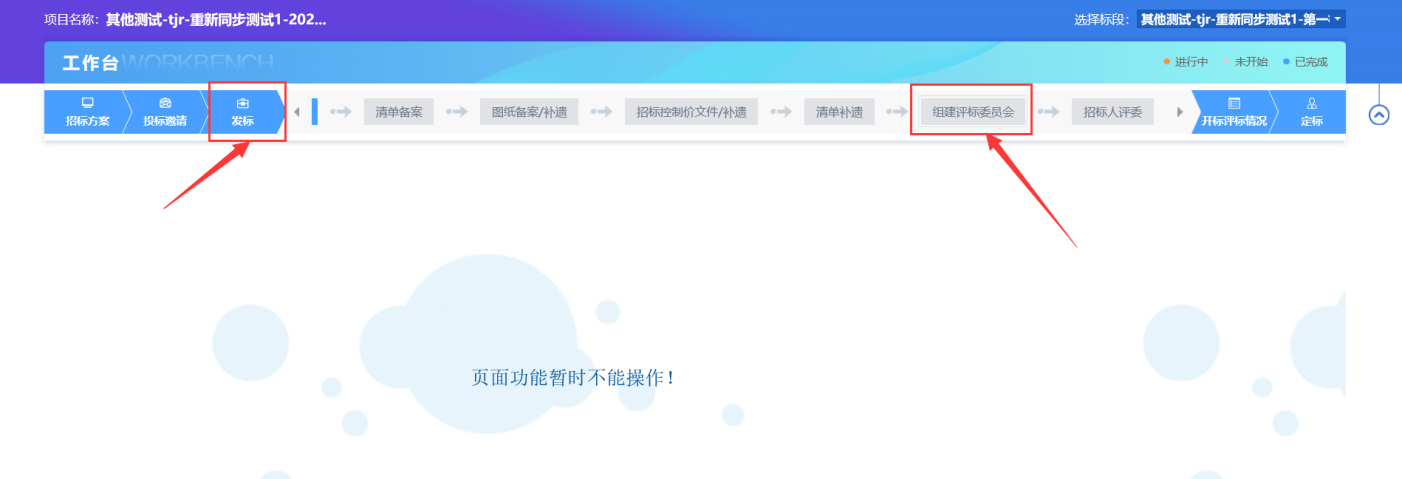 项目名称: 其他测试-tjr-重新同步测试1-202...
选择标段: 其他测试-tjr-重新同步测试1-第一
工作台 WORKBENCH
进行中 未开始 已完成
招标方案 投标邀请 发标 清单备案 图纸备案/补遗 招标控制价文件/补遗 清单补遗 组建评标委员会 招标人评委 开标评标情况 定标
页面功能暂时不能操作!